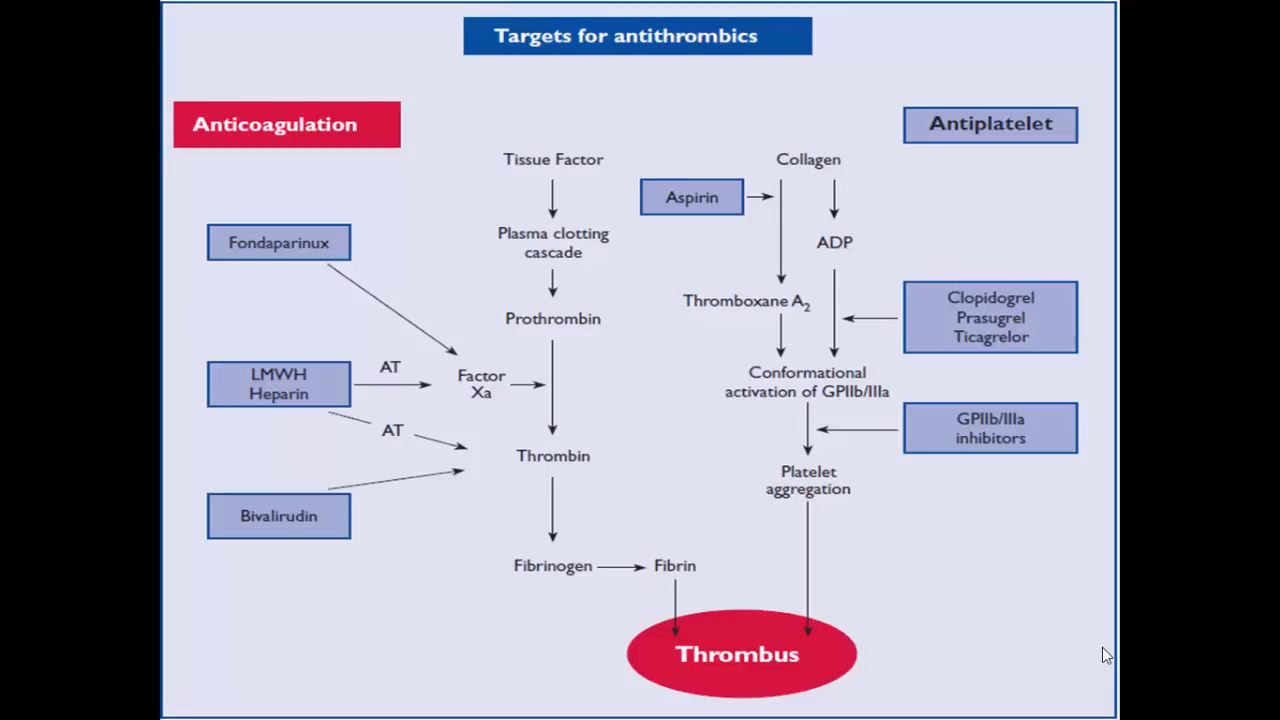 Targets for antithrombics
Anticoagulation
Antiplatelet
Tissue Factor
Collagen
Aspirin
Plasma clotting
cascade
Fondaparinux
ADP
Thromboxane A2
Clopidogrel
Prasugrel
Ticagrelor
Prothrombin
AT
LMWH
Heparin
Factor
Xa
Conformational
activation of GPIIb/IIIa
GPIIb/IIIa
inhibitors
AT
Thrombin
Platelet
aggregation
Bivalirudin
Fibrinogen
Fibrin
Thrombus